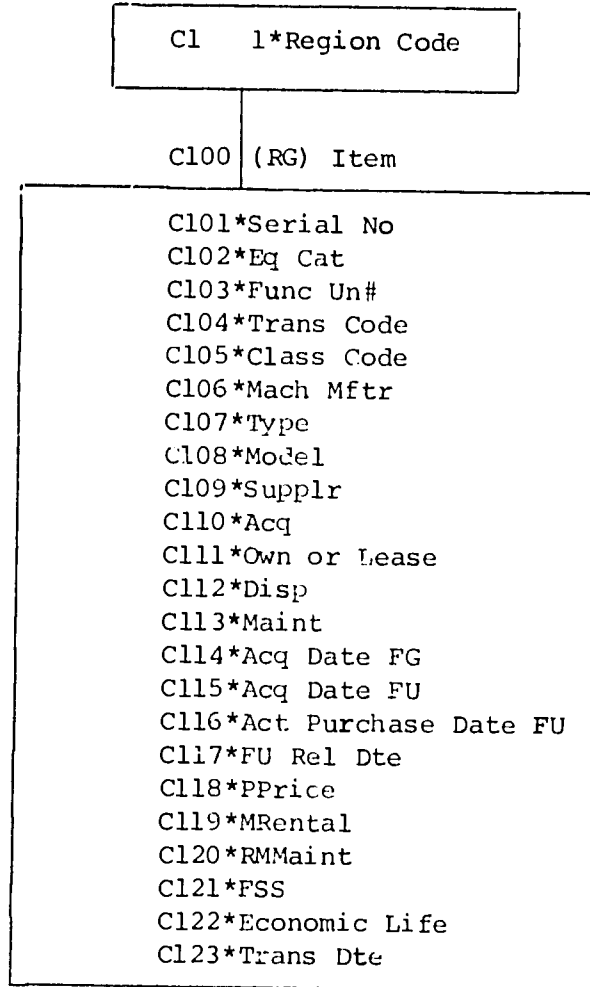 C1 1*Region Code
C100 (RG) Item
C101*Serial No
C102*Eq Cat
C103*Func Un#
C104*Trans Code
C105*Class Code
C106*Mach Mftr
C107*Type
C108*Model
C109*Supplr
C110*Acq
C111*Own or Lease
C112*Disp
C113*Maint
C114*Acq Date FG
C115*Acq Date FU
C116*Act Purchase Date FU
C117*FU Rel Dte
C118*PPrice
C119*MRental
C120*RMMaint
C121*FSS
C122*Economic Life
C123*Trans Dte